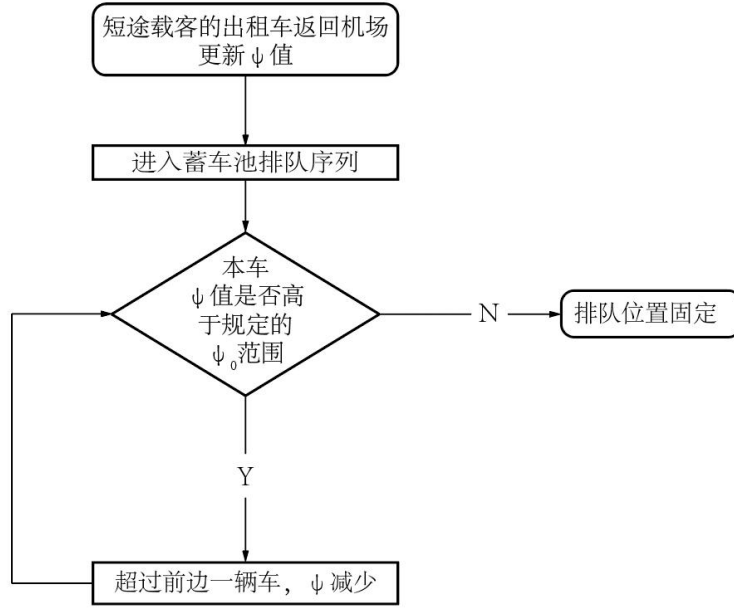 短途载客的出租车返回机场
更新ψ值
进入蓄车池排队序列
本车
ψ值是否高
于规定的
ψ₀范围
N
排队位置固定
Y
超过前边一辆车，ψ减少